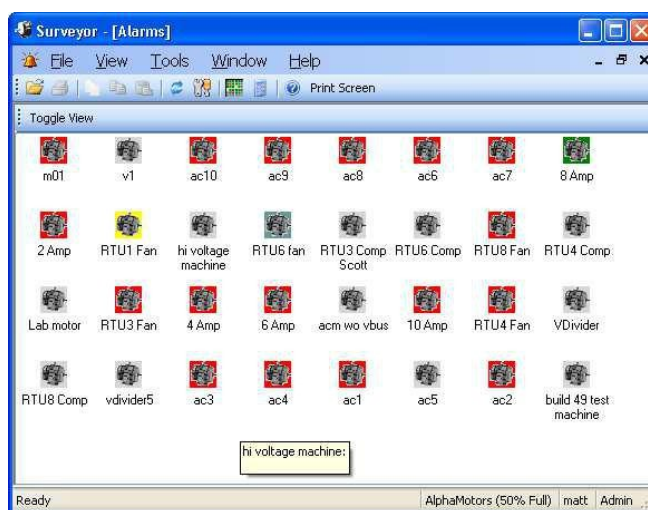 Surveyor - [Alarms]
File View Tools Window Help
Print Screen
Toggle View
m01 v1 ac10 ac9 ac8 ac6 ac7 8 Amp
2 Amp RTU1 Fan hi voltage machine RTU6 fan RTU3 Comp Scott RTU6 Comp RTU8 Fan RTU4 Comp
Lab motor RTU3 Fan 4 Amp 6 Amp acm wo vbus 10 Amp RTU4 Fan VDivider
RTU8 Comp vdivider5 ac3 ac4 ac1 ac5 ac2 build 49 test machine
hi voltage machine:
Ready AlphaMotors (50% Full) matt Admin